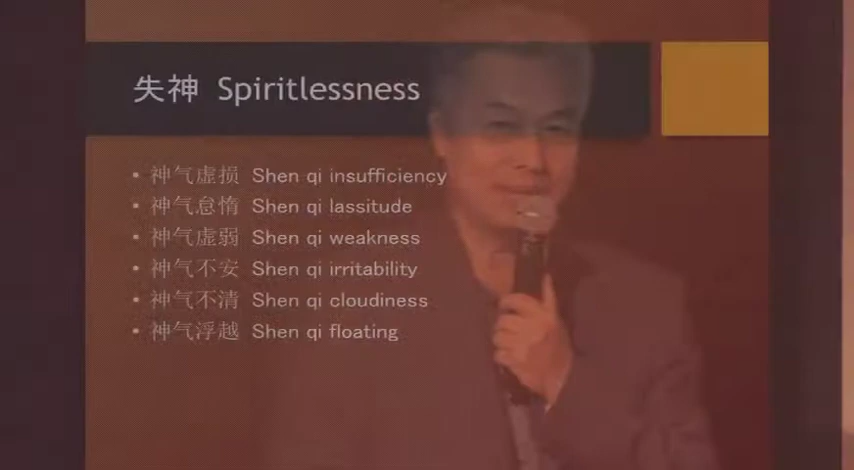 失神 Spiritlessness
• 神气虚损 Shen qi insufficiency
• 神气怠惰 Shen qi lassitude
• 神气虚弱 Shen qi weakness
• 神气不安 Shen qi irritability
• 神气不清 Shen qi cloudiness
• 神气浮越 Shen qi floating